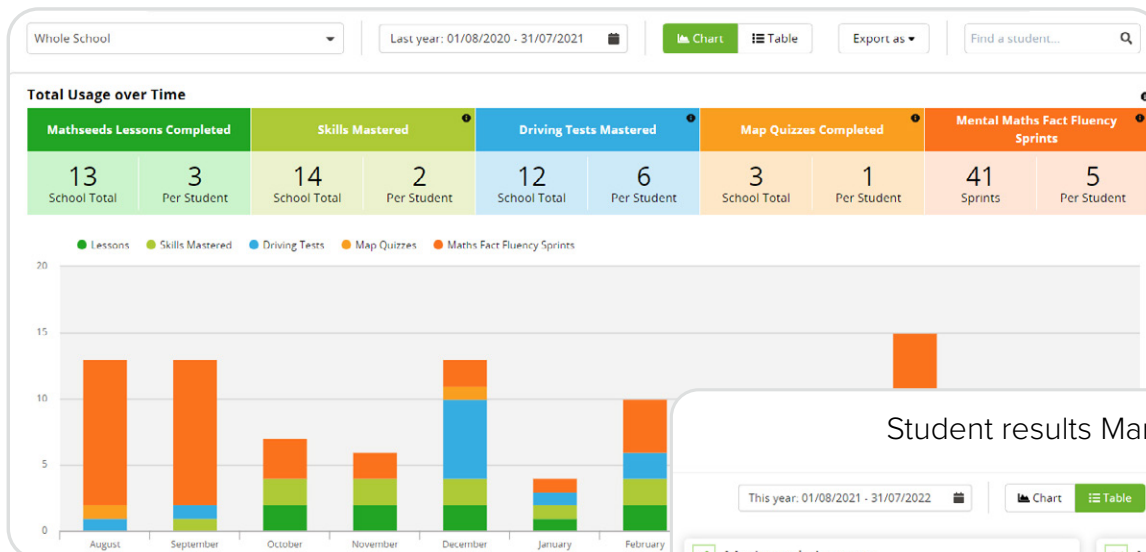 Whole School
Last year: 01/08/2020 - 31/07/2021
Chart
Table
Export as
Find a student...
Total Usage over Time
Mathseeds Lessons Completed
Skills Mastered
Driving Tests Mastered
Map Quizzes Completed
Mental Maths Fact Fluency
Sprints
13 3 14 2 12 6 3 1 41 5
School Total Per Student School Total Per Student School Total Per Student School Total Per Student Sprints Per Student
Lessons Skills Mastered Driving Tests Map Quizzes Maths Fact Fluency Sprints
20
15
10
5
0
August September October November December January February
Student results Mar
This year: 01/08/2021 - 31/07/2022
Chart
Table